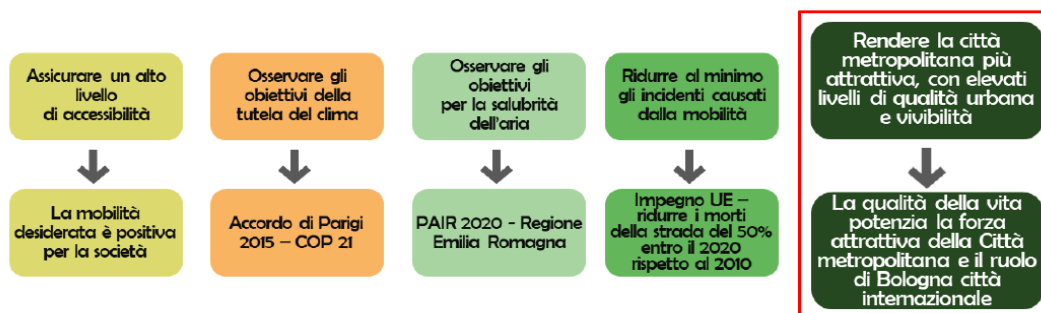 Assicurare un alto
livello
di accessibilità
La mobilità
desiderata è positiva
per la società
Osservare gli
obiettivi della
tutela del clima
Accordo di Parigi
2015 – COP 21
Osservare gli
obiettivi
per la salubrità
dell'aria
PAIR 2020 - Regione
Emilia Romagna
Ridurre al minimo
gli incidenti causati
dalla mobilità
Impegno UE –
ridurre i morti
della strada del 50%
entro il 2020
rispetto al 2010
Rendere la città
metropolitana più
attrattiva, con elevati
livelli di qualità urbana
e vivibilità
La qualità della vita
potenzia la forza
attrattiva della Città
metropolitana e il ruolo
di Bologna città
internazionale